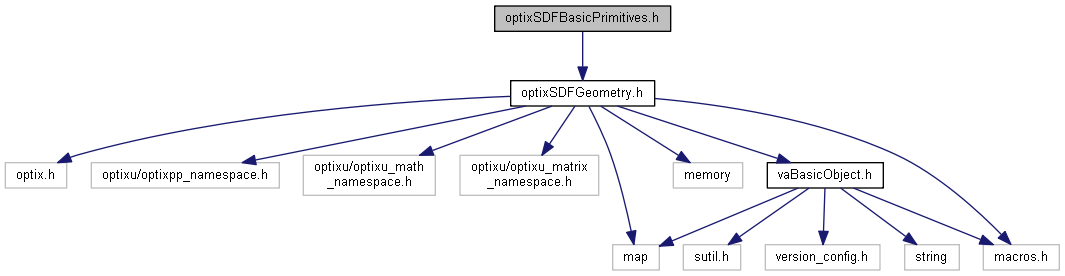 optixSDFBasicPrimitives.h
optixSDFGeometry.h
optix.h
optixu/optixpp_namespace.h
optixu/optixu_math
_namespace.h
optixu/optixu_matrix
_namespace.h
memory
vaBasicObject.h
map
sutil.h
version_config.h
string
macros.h